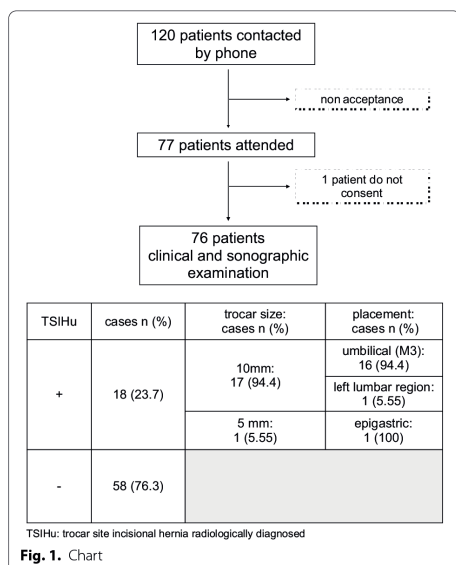 120 patients contacted
by phone
non acceptance
77 patients attended
1 patient do not
consent
76 patients
clinical and sonographic
examination
TSIHu
cases n (%)
trocar size:
cases n (%)
placement:
cases n (%)
+
18 (23.7)
10mm:
17 (94.4)
umbilical (M3):
16 (94.4)
left lumbar region:
1 (5.55)
5 mm:
1 (5.55)
epigastric:
1 (100)
-
58 (76.3)
TSIHu: trocar site incisional hernia radiologically diagnosed
Fig. 1. Chart